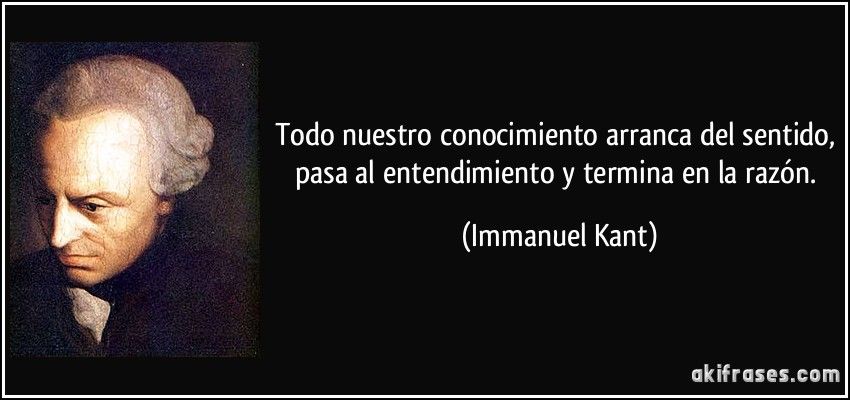 Todo nuestro conocimiento arranca del sentido,
pasa al entendimiento y termina en la razón.
(Immanuel Kant)
akifrases.com